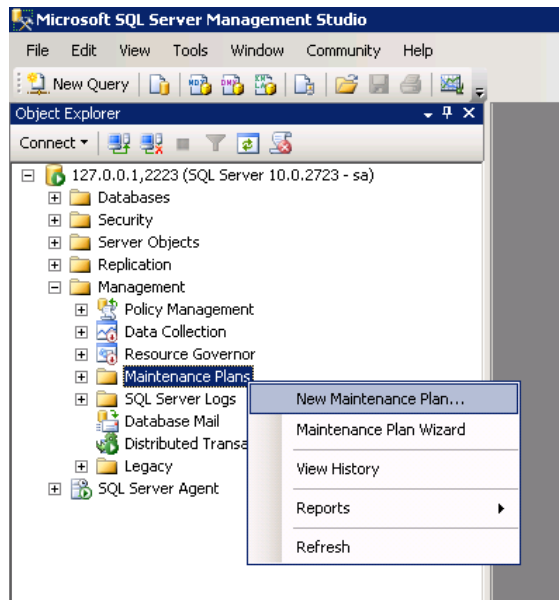 Microsoft SQL Server Management Studio
File Edit View Tools Window Community Help
New Query
Object Explorer
Connect
127.0.0.1,2223 (SQL Server 10.0.2723 - sa)
Databases
Security
Server Objects
Replication
Management
Policy Management
Data Collection
Resource Governor
Maintenance Plans
SQL Server Logs
Database Mail
Distributed Transa
Legacy
SQL Server Agent
New Maintenance Plan...
Maintenance Plan Wizard
View History
Reports
Refresh